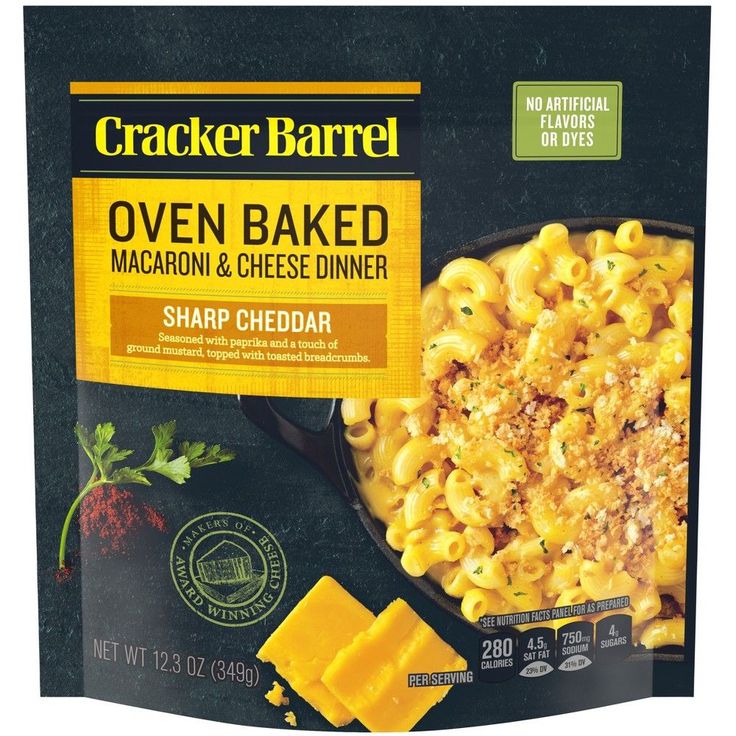 Cracker Barrel
NO ARTIFICIAL
FLAVORS
OR DYES
OVEN BAKED
MACARONI & CHEESE DINNER
SHARP CHEDDAR
Seasoned with paprika and a touch of
ground mustard, topped with toasted breadcrumbs.
MAKER'S OF
AWARD WINNING CHEESE
NET WT 12.3 OZ (349g)
*SEE NUTRITION FACTS PANEL FOR AS PREPARED
PER SERVING
280
CALORIES
4.5g
SAT FAT
23% DV
750mg
SODIUM
31% DV
4g
SUGARS